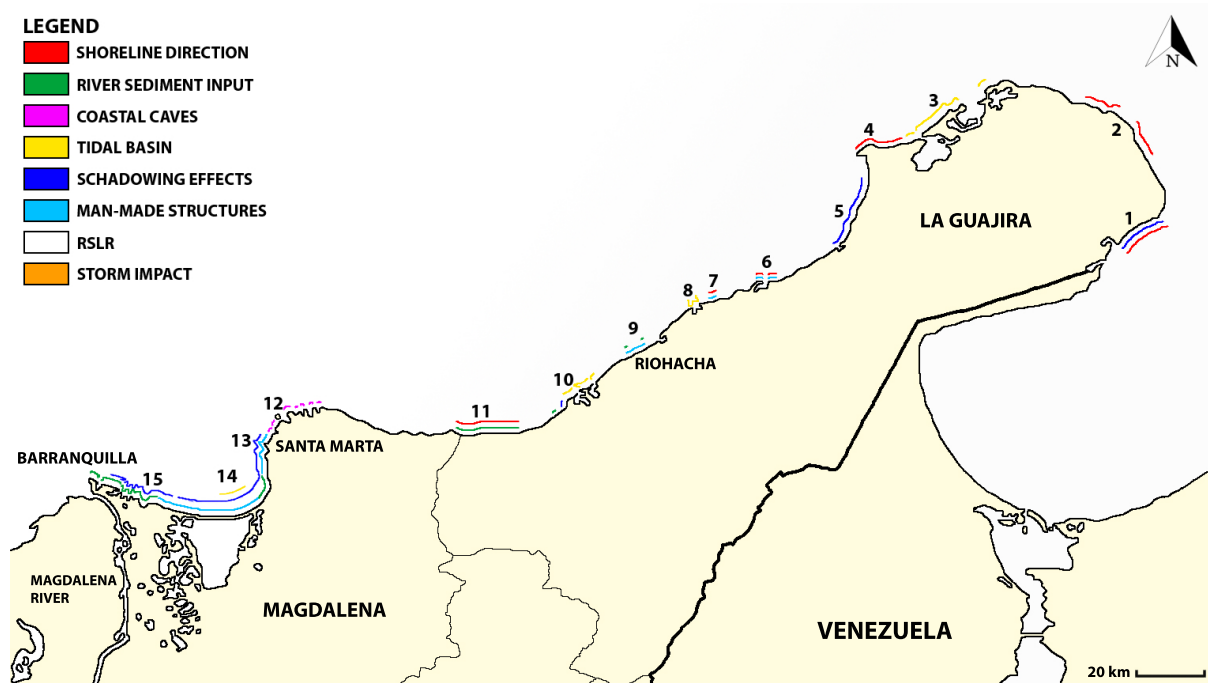 LEGEND
SHORELINE DIRECTION
RIVER SEDIMENT INPUT
COASTAL CAVES
TIDAL BASIN
SCHADOWING EFFECTS
MAN-MADE STRUCTURES
RSLR
STORM IMPACT
N
3
4
2
5
LA GUAJIRA
1
6
7
8
9
RIOHACHA
10
12
11
13
SANTA MARTA
BARRANQUILLA
14
15
MAGDALENA
RIVER
MAGDALENA
VENEZUELA
20 km